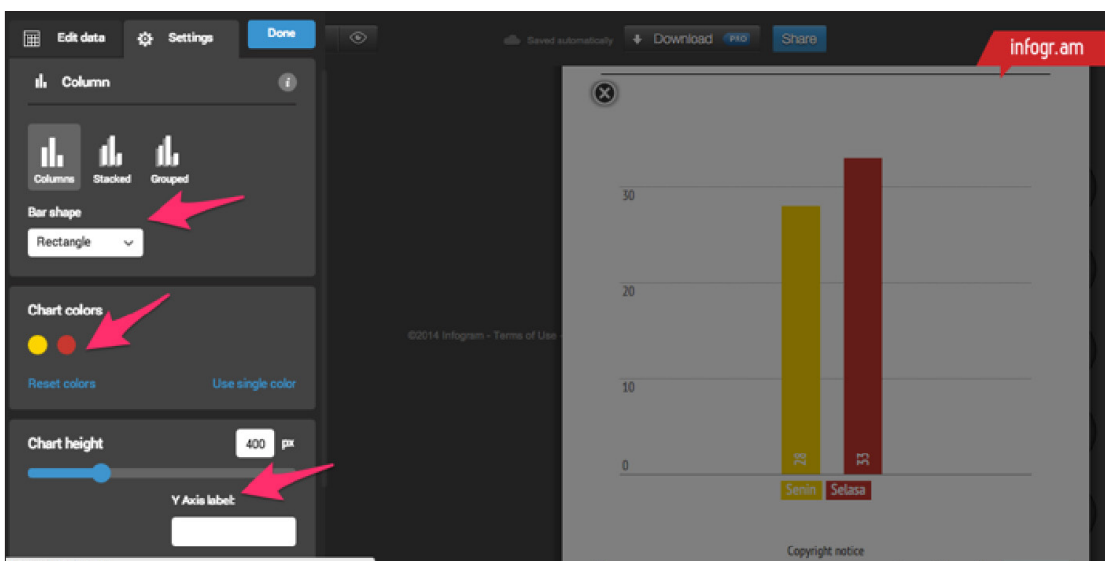 Edit data
Settings
Done
Saved automatically
Download PRO
Share
infogr.am
Column
i
Columns
Stacked
Grouped
Bar shape
Rectangle
Chart colors
Reset colors
Use single color
Chart height
400 px
Y Axis label:
©2014 Infogram - Terms of Use -
30
20
10
0
28
33
Senin
Selasa
Copyright notice